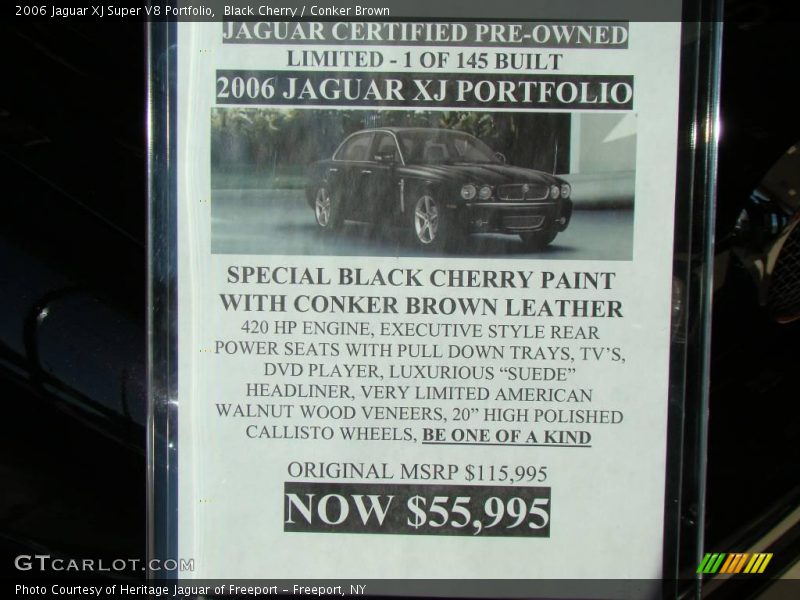 2006 Jaguar XJ Super V8 Portfolio,  Black Cherry / Conker Brown
JAGUAR CERTIFIED PRE-OWNED
LIMITED - 1 OF 145 BUILT
2006 JAGUAR XJ PORTFOLIO
SPECIAL BLACK CHERRY PAINT
WITH CONKER BROWN LEATHER
420 HP ENGINE, EXECUTIVE STYLE REAR
POWER SEATS WITH PULL DOWN TRAYS, TV'S,
DVD PLAYER, LUXURIOUS “SUEDE”
HEADLINER, VERY LIMITED AMERICAN
WALNUT WOOD VENEERS, 20” HIGH POLISHED
CALLISTO WHEELS, BE ONE OF A KIND
ORIGINAL MSRP $115,995
NOW $55,995
GTCARLOT.COM
Photo Courtesy of Heritage Jaguar of Freeport – Freeport, NY